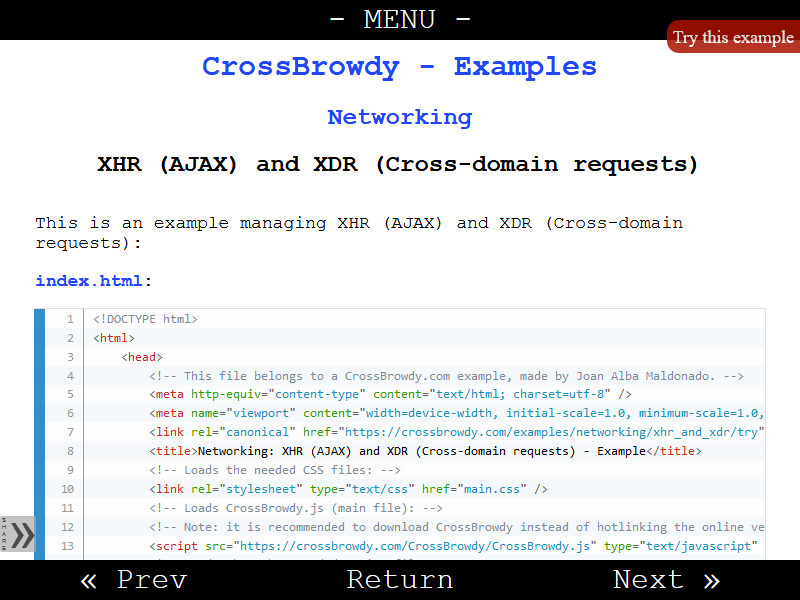 - MENU -
Try this example
CrossBrowdy - Examples
Networking
XHR (AJAX) and XDR (Cross-domain requests)
This is an example managing XHR (AJAX) and XDR (Cross-domain
requests):
index.html:
1 <!DOCTYPE html>
2 <html>
3 <head>
4 <!-- This file belongs to a CrossBrowdy.com example, made by Joan Alba Maldonado. -->
5 <meta http-equiv="content-type" content="text/html; charset=utf-8" />
6 <meta name="viewport" content="width=device-width, initial-scale=1.0, minimum-scale=1.0,
7 <link rel="canonical" href="https://crossbrowdy.com/examples/networking/xhr_and_xdr/try"
8 <title>Networking: XHR (AJAX) and XDR (Cross-domain requests) - Example</title>
9 <!-- Loads the needed CSS files: -->
10 <link rel="stylesheet" type="text/css" href="main.css" />
11 <!-- Loads CrossBrowdy.js (main file): -->
12 <!-- Note: it is recommended to download CrossBrowdy instead of hotlinking the online ve
13 <script src="https://crossbrowdy.com/CrossBrowdy/CrossBrowdy.js" type="text/javascript"
SHARE »
« Prev Return Next »